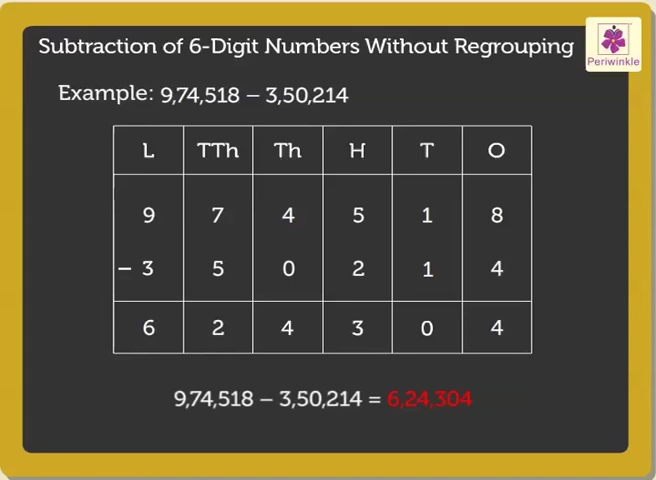 Subtraction of 6-Digit Numbers Without Regrouping
Periwinkle
Example: 9,74,518 – 3,50,214
L TTh Th H T O
9 7 4 5 1 8
– 3 5 0 2 1 4
6 2 4 3 0 4
9,74,518 – 3,50,214 = 6,24,304